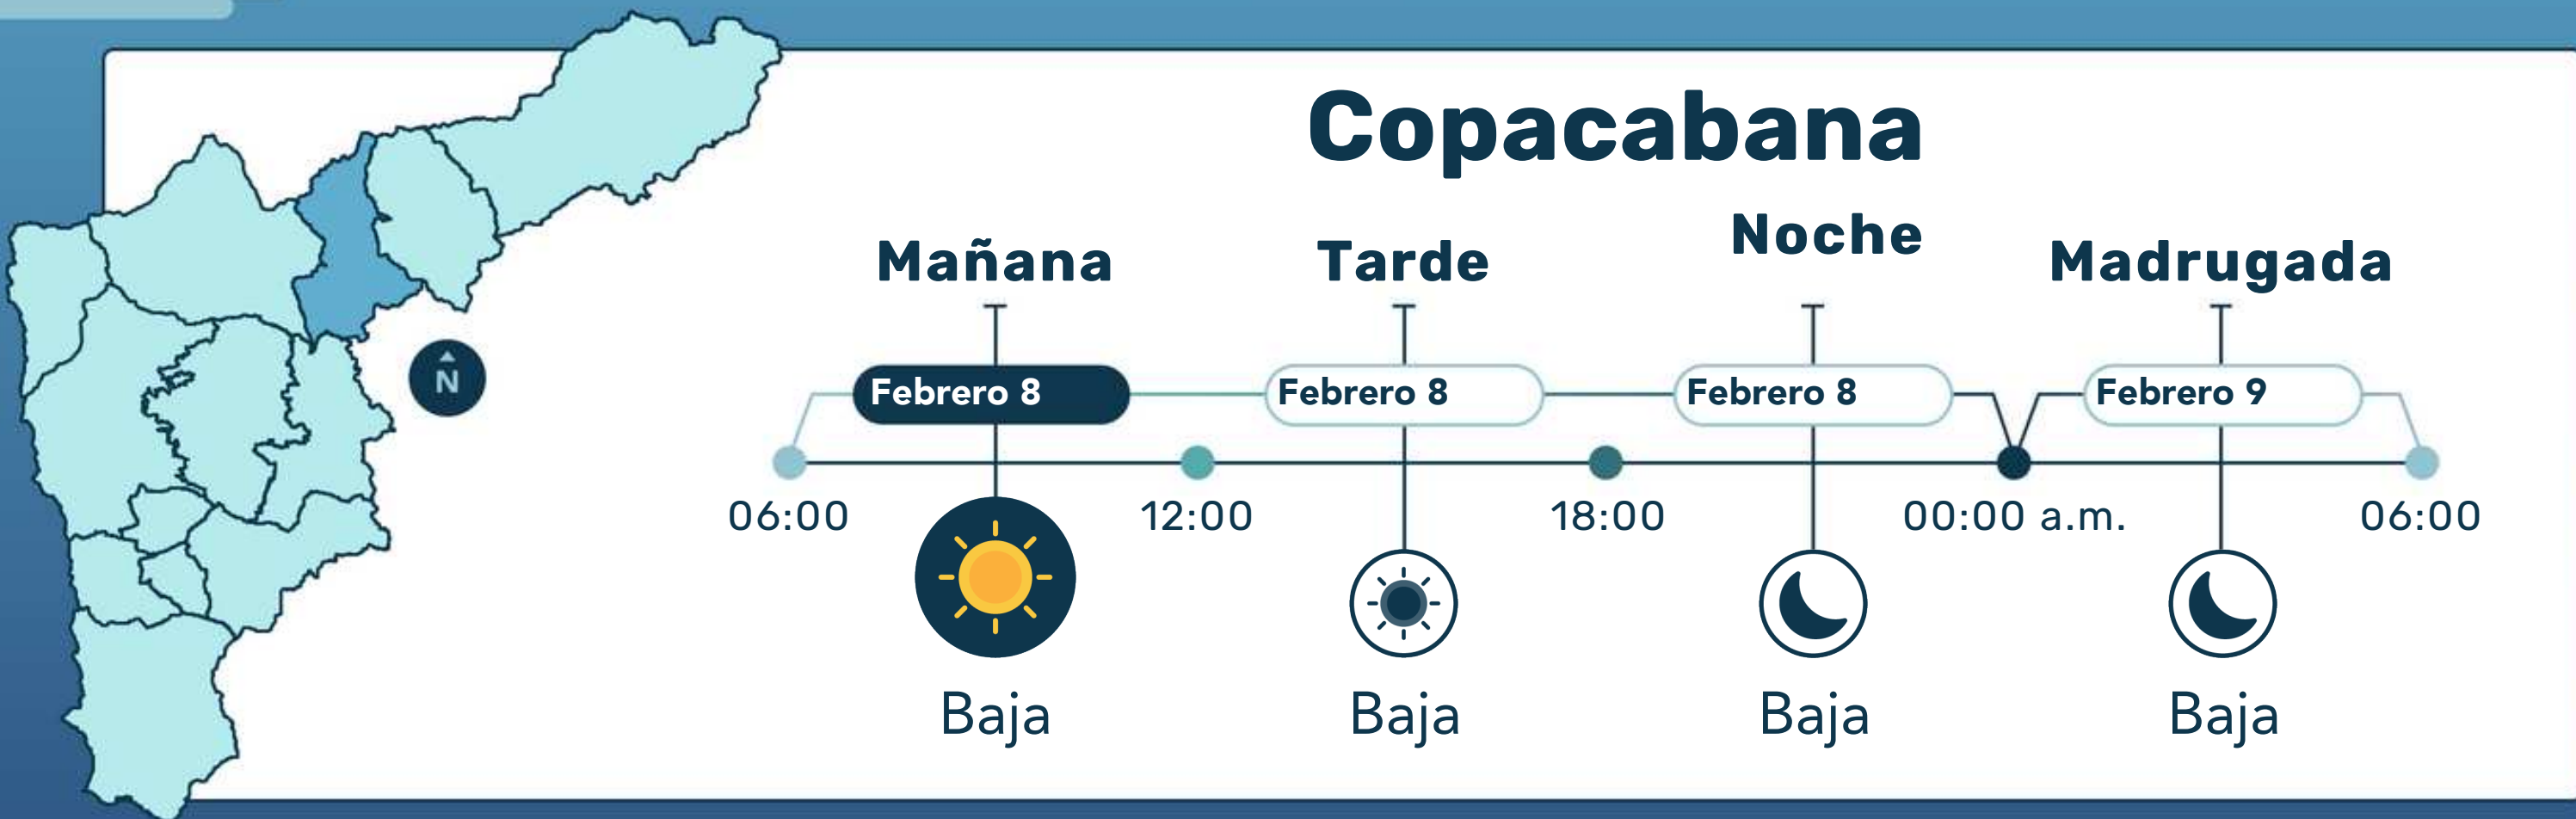 Copacabana
Mañana
Tarde
Noche
Madrugada
Febrero 8
Febrero 8
Febrero 8
Febrero 9
N
06:00
12:00
18:00
00:00 a.m.
06:00
Baja
Baja
Baja
Baja